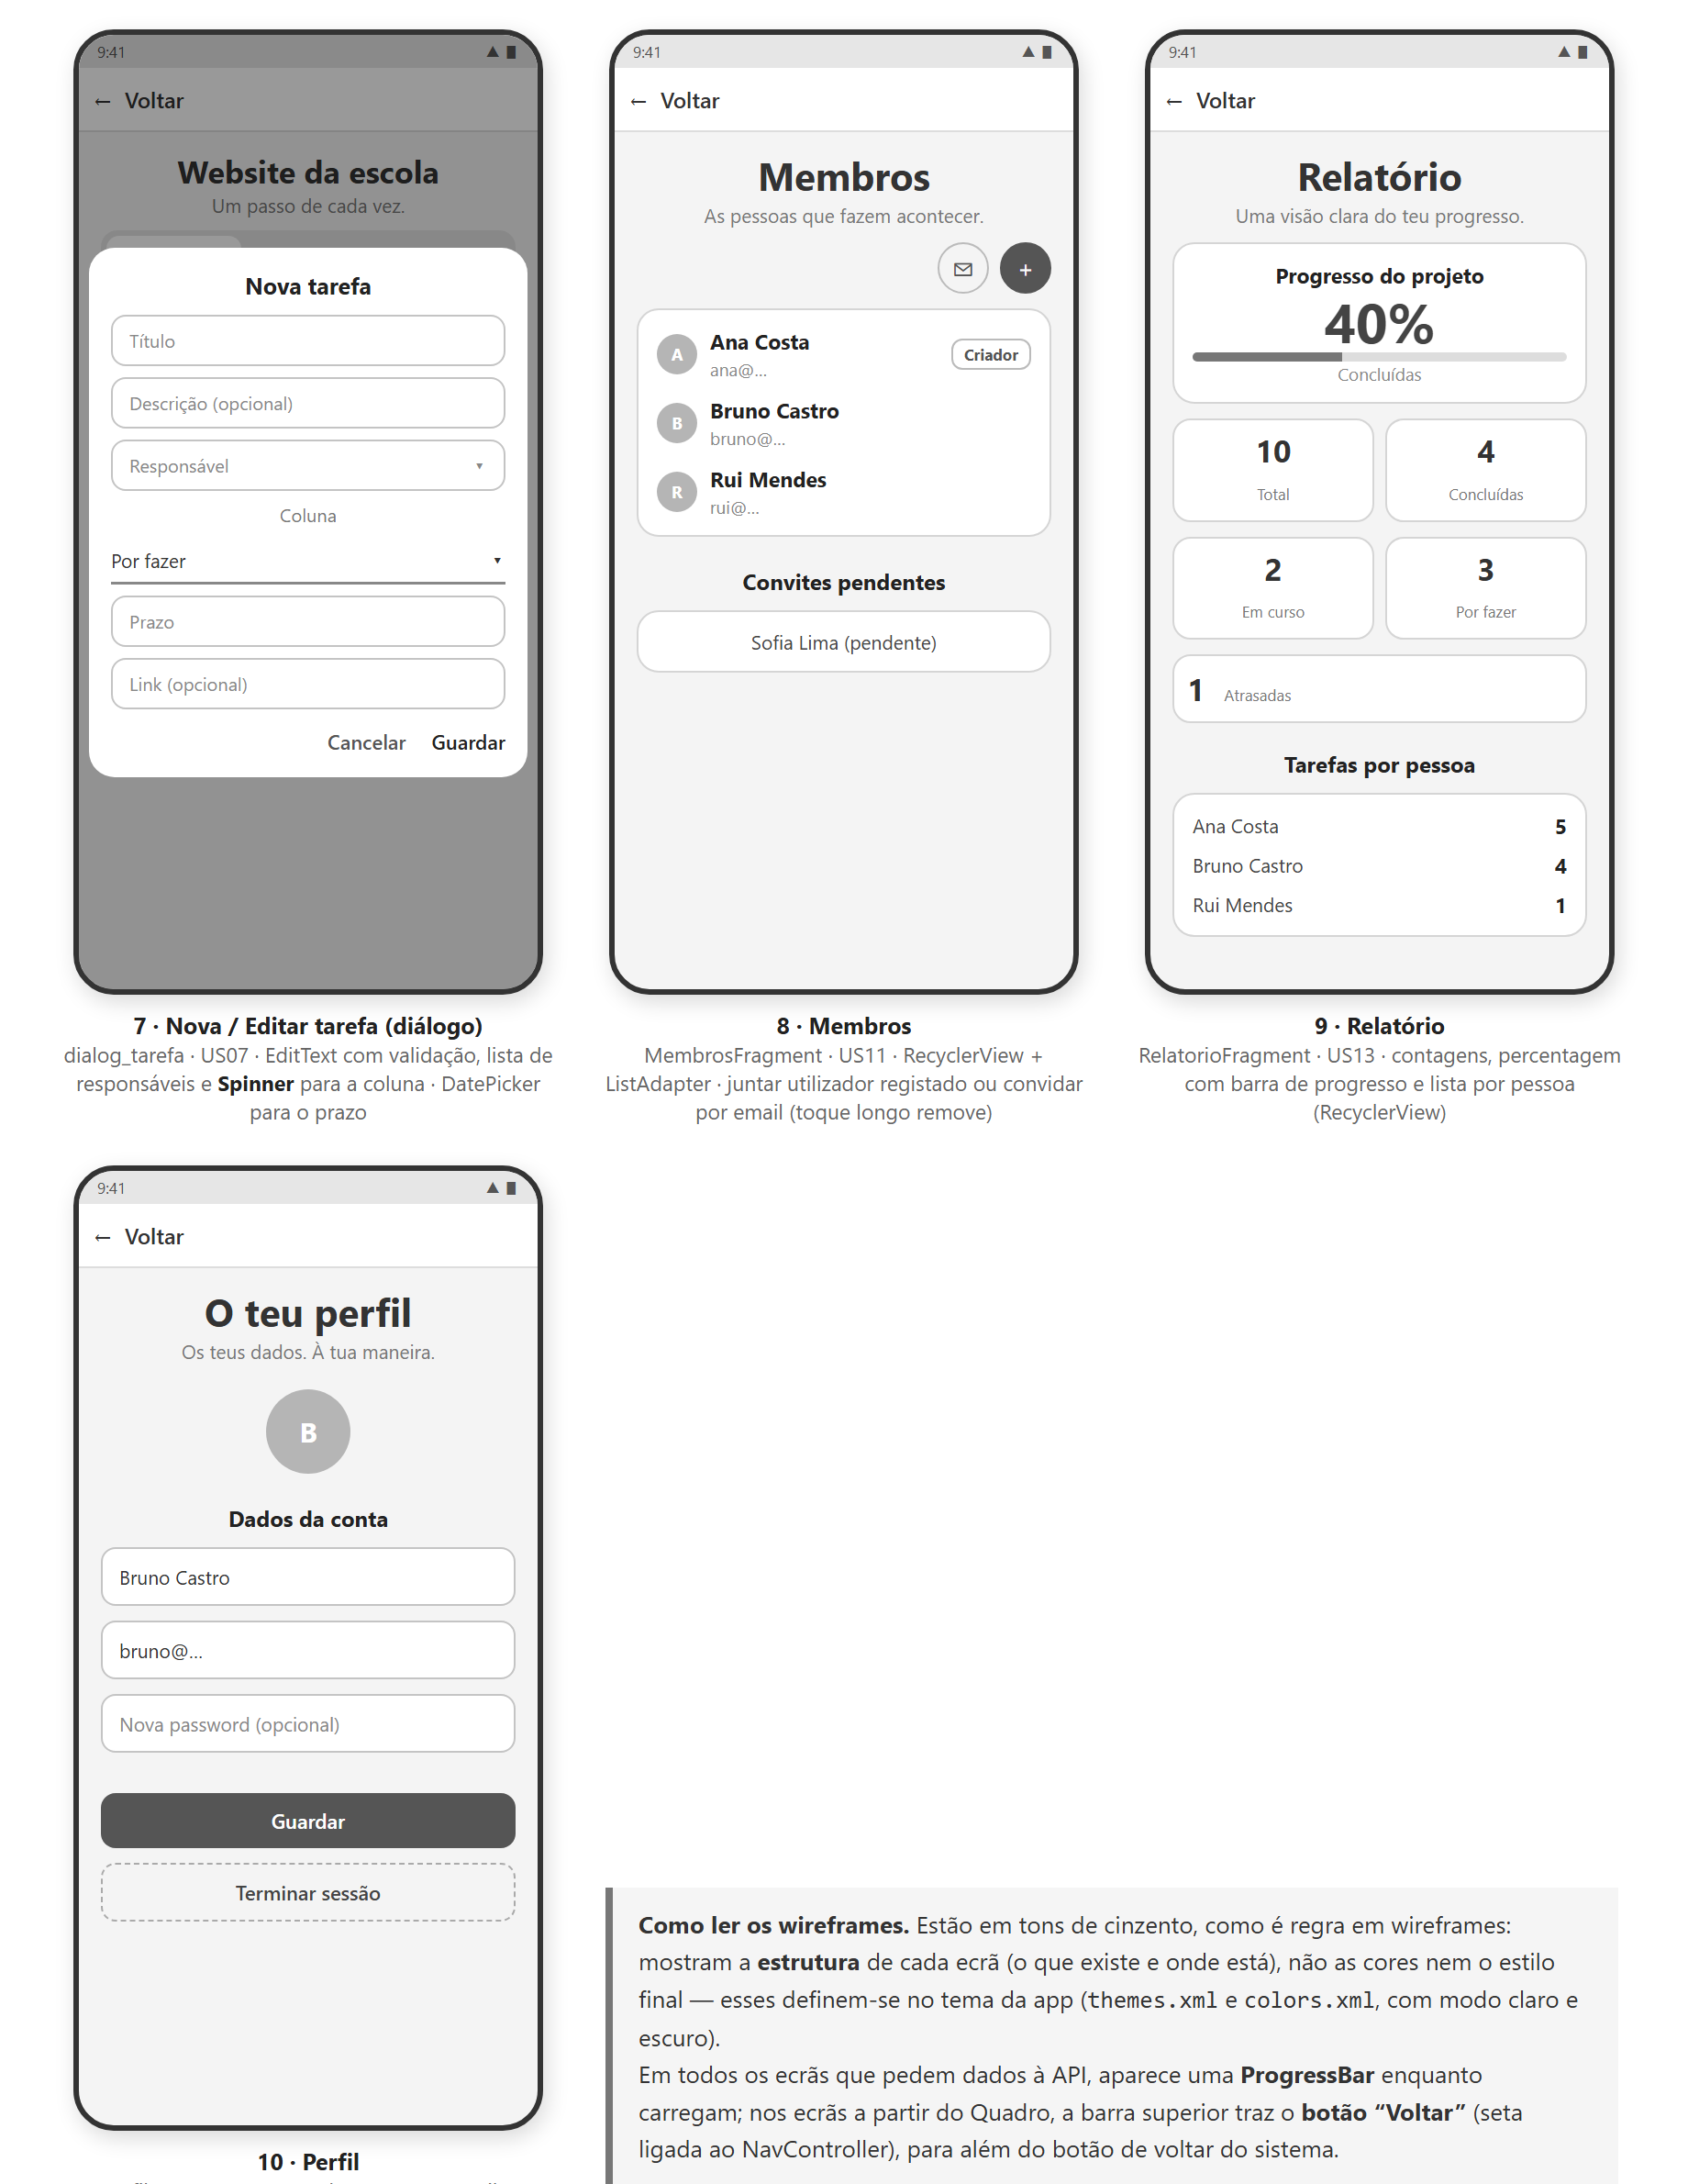 9:41
← Voltar
Website da escola
Um passo de cada vez.
Nova tarefa
Título
Descrição (opcional)
Responsável
Coluna
Por fazer
Prazo
Link (opcional)
Cancelar Guardar
7 · Nova / Editar tarefa (diálogo)
dialog_tarefa · US07 · EditText com validação, lista de
responsáveis e Spinner para a coluna · DatePicker
para o prazo
9:41
← Voltar
Membros
As pessoas que fazem acontecer.
+
A
Ana Costa
ana@...
Criador
B
Bruno Castro
bruno@...
R
Rui Mendes
rui@...
Convites pendentes
Sofia Lima (pendente)
8 · Membros
MembrosFragment · US11 · RecyclerView +
ListAdapter · juntar utilizador registado ou convidar
por email (toque longo remove)
9:41
← Voltar
Relatório
Uma visão clara do teu progresso.
Progresso do projeto
40%
Concluídas
10
Total
4
Concluídas
2
Em curso
3
Por fazer
1 Atrasadas
Tarefas por pessoa
Ana Costa 5
Bruno Castro 4
Rui Mendes 1
9 · Relatório
RelatorioFragment · US13 · contagens, percentagem
com barra de progresso e lista por pessoa
(RecyclerView)
9:41
← Voltar
O teu perfil
Os teus dados. À tua maneira.
B
Dados da conta
Bruno Castro
bruno@...
Nova password (opcional)
Guardar
Terminar sessão
10 · Perfil
Como ler os wireframes. Estão em tons de cinzento, como é regra em wireframes:
mostram a estrutura de cada ecrã (o que existe e onde está), não as cores nem o estilo
final — esses definem-se no tema da app (themes.xml e colors.xml, com modo claro e
escuro).
Em todos os ecrãs que pedem dados à API, aparece uma ProgressBar enquanto
carregam; nos ecrãs a partir do Quadro, a barra superior traz o botão “Voltar” (seta
ligada ao NavController), para além do botão de voltar do sistema.